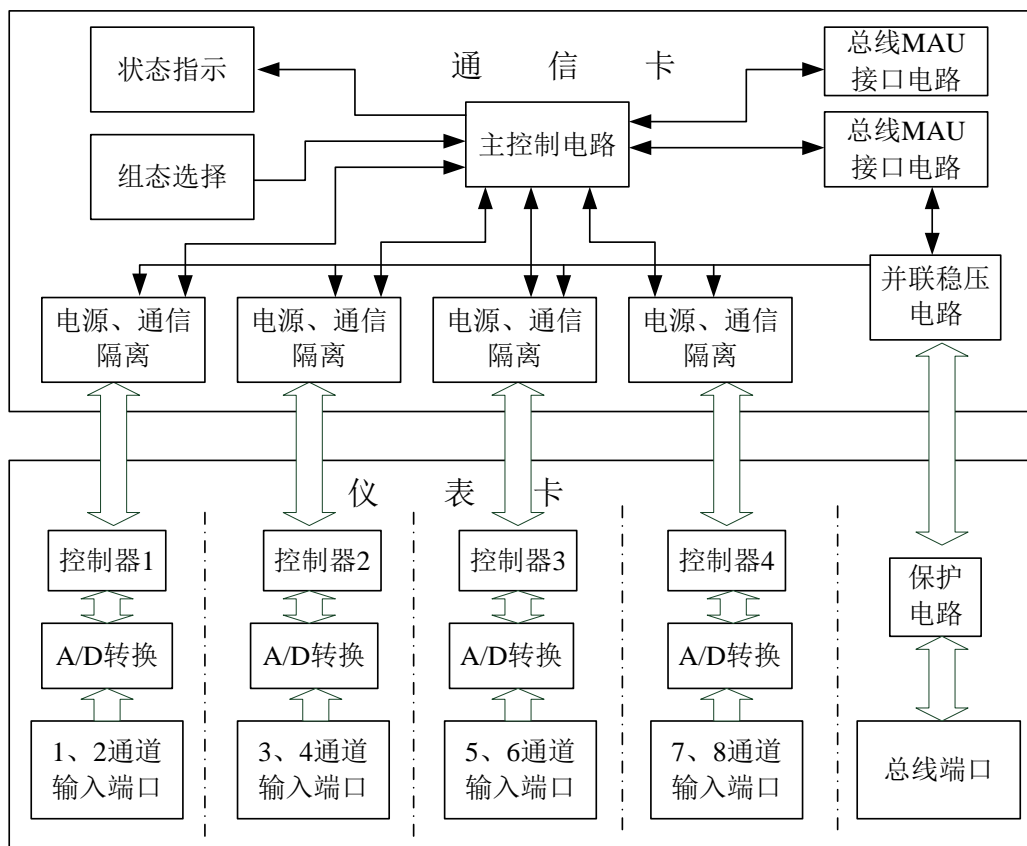 通信卡
状态指示
总线MAU
接口电路
主控制电路
总线MAU
接口电路
组态选择
并联稳压
电路
电源、通信
隔离
电源、通信
隔离
电源、通信
隔离
电源、通信
隔离
仪表卡
控制器1
控制器2
控制器3
控制器4
保护
电路
A/D转换
A/D转换
A/D转换
A/D转换
1、2通道
输入端口
3、4通道
输入端口
5、6通道
输入端口
7、8通道
输入端口
总线端口